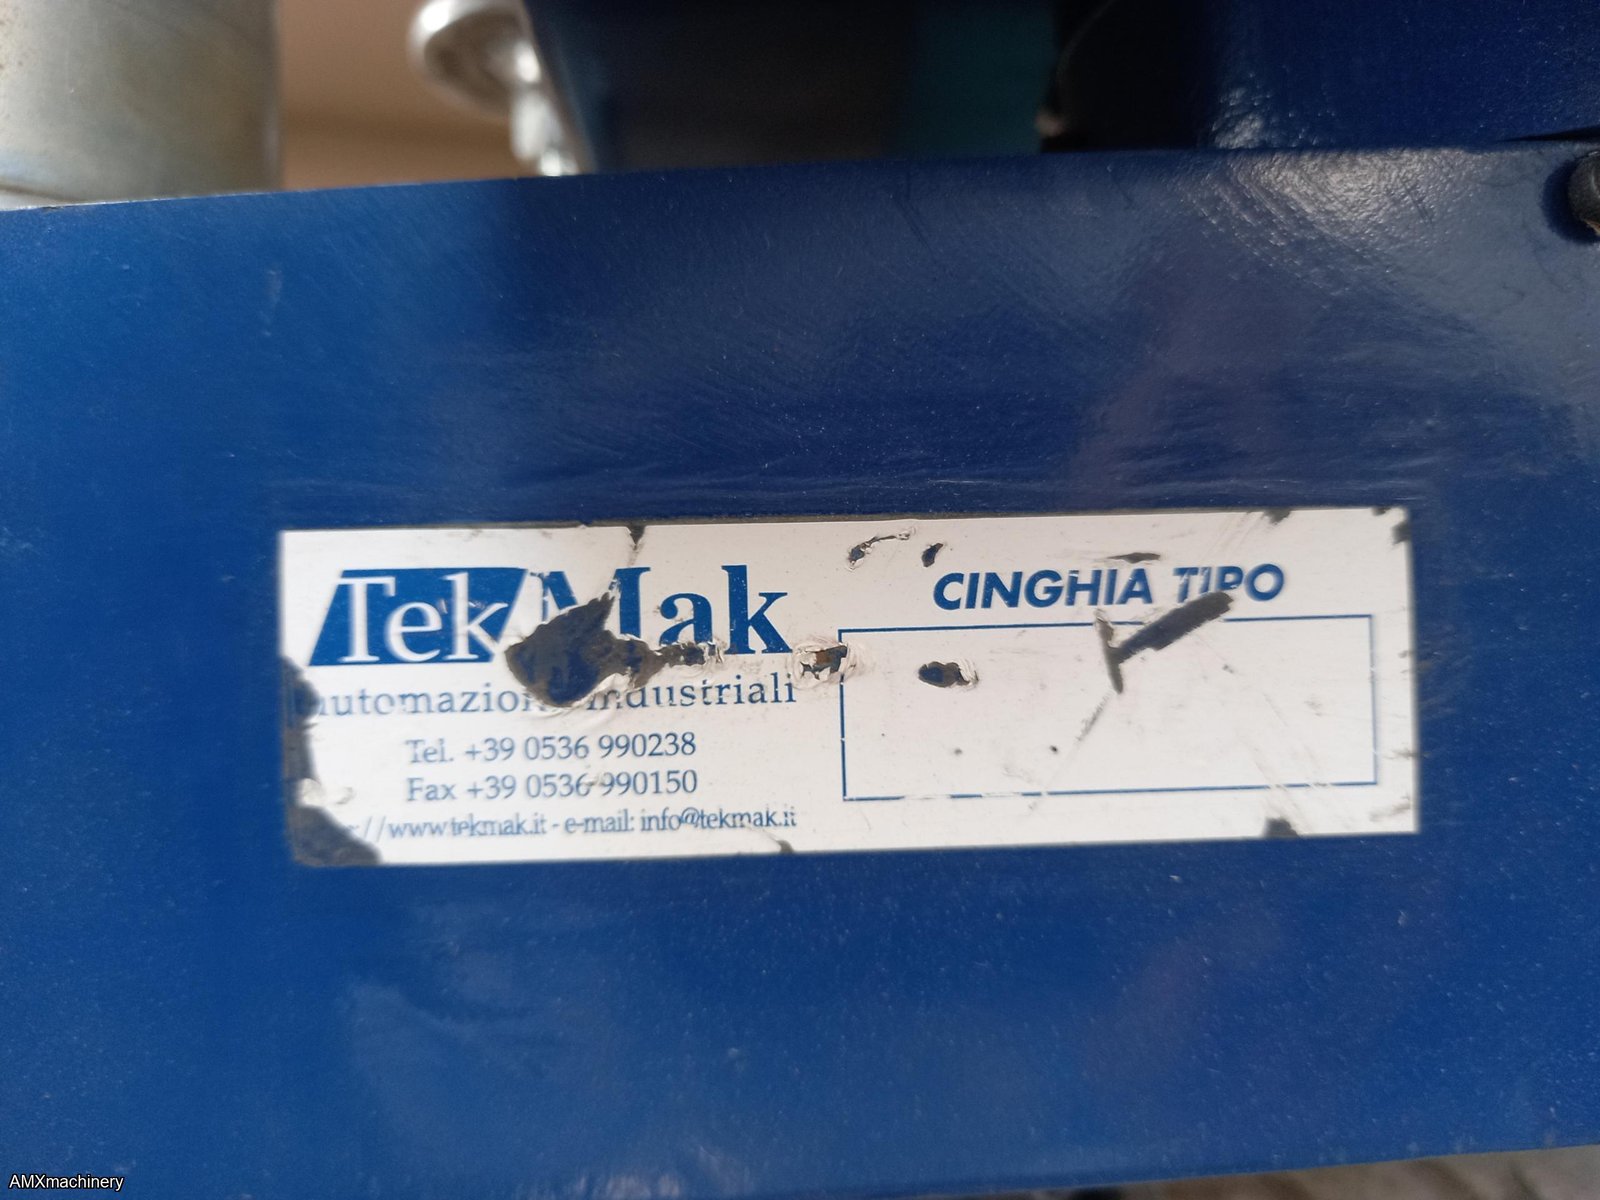 TekMak
automazioni industriali
Tel. +39 0536 990238
Fax +39 0536 990150
//www.tekmak.it - e-mail: info@tekmak.it
CINGHIA TIPO
AMXmachinery